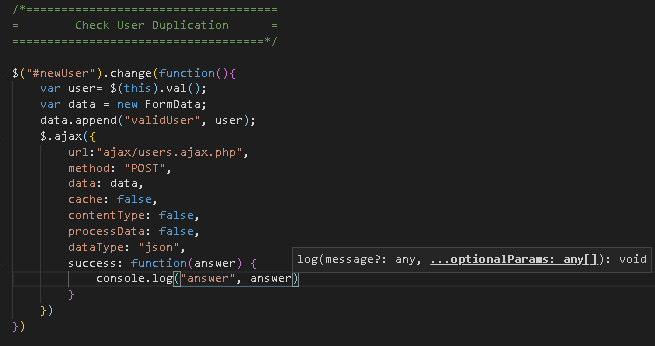 /*====================================
=        Check User Duplication      =
====================================*/
$("#newUser").change(function(){
    var user= $(this).val();
    var data = new FormData;
    data.append("validUser", user);
    $.ajax({
        url:"ajax/users.ajax.php",
        method: "POST",
        data: data,
        cache: false,
        contentType: false,
        processData: false,
        dataType: "json",
        success: function(answer) {
log(message?: any, ...optionalParams: any[]): void
            console.log("answer", answer)
        }
    })
})